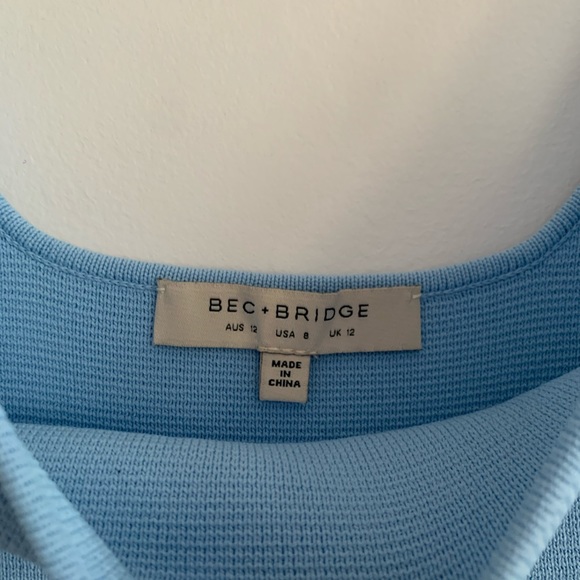 BEC + BRIDGE
AUS 12 USA 8 UK 12
MADE
IN
CHINA